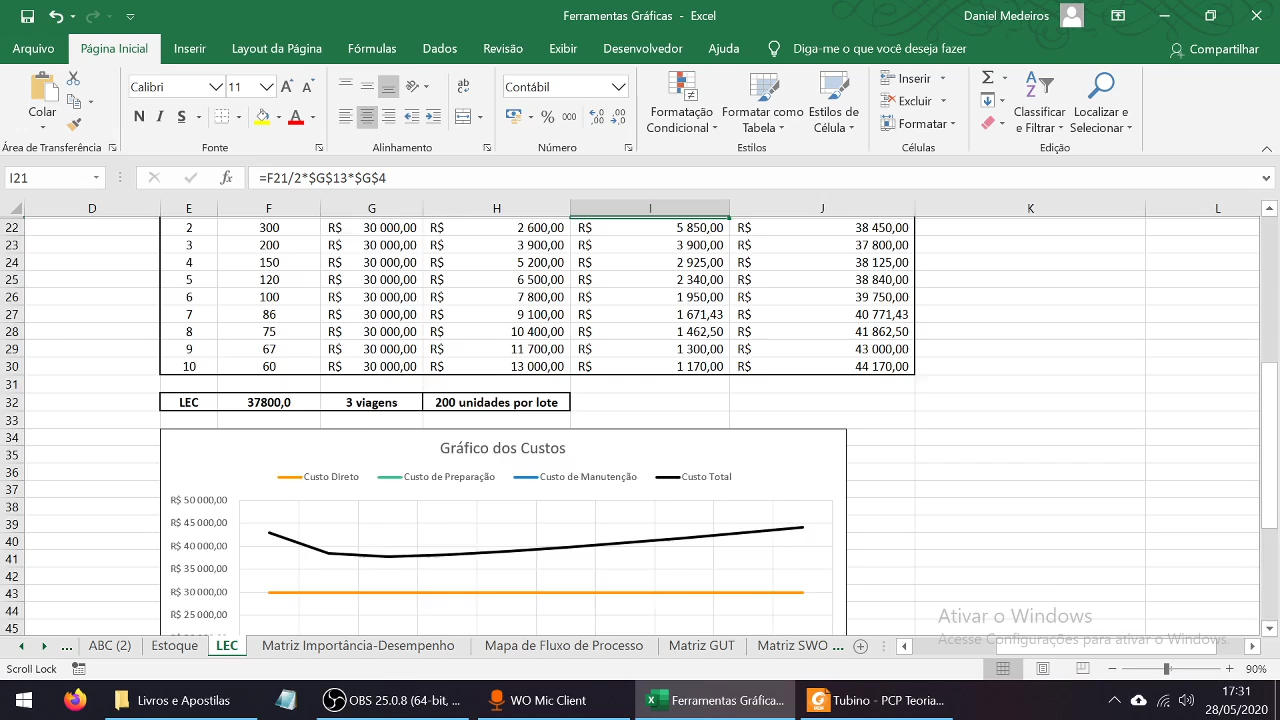 Ferramentas Gráficas - Excel
Daniel Medeiros
Arquivo Página Inicial Inserir Layout da Página Fórmulas Dados Revisão Exibir Desenvolvedor Ajuda Diga-me o que você deseja fazer Compartilhar
Colar
Área de Transferência
Calibri 11
N I S A
Fonte
Alinhamento
Contábil
% 000
Número
Formatação Condicional
Formatar como Tabela
Estilos de Célula
Estilos
Inserir
Excluir
Formatar
Células
Classificar e Filtrar
Localizar e Selecionar
Edição
I21 fx =F21/2*$G$13*$G$4
D E F G H I J K L
22 2 300 R$ 30 000,00 R$ 2 600,00 R$ 5 850,00 R$ 38 450,00
23 3 200 R$ 30 000,00 R$ 3 900,00 R$ 3 900,00 R$ 37 800,00
24 4 150 R$ 30 000,00 R$ 5 200,00 R$ 2 925,00 R$ 38 125,00
25 5 120 R$ 30 000,00 R$ 6 500,00 R$ 2 340,00 R$ 38 840,00
26 6 100 R$ 30 000,00 R$ 7 800,00 R$ 1 950,00 R$ 39 750,00
27 7 86 R$ 30 000,00 R$ 9 100,00 R$ 1 671,43 R$ 40 771,43
28 8 75 R$ 30 000,00 R$ 10 400,00 R$ 1 462,50 R$ 41 862,50
29 9 67 R$ 30 000,00 R$ 11 700,00 R$ 1 300,00 R$ 43 000,00
30 10 60 R$ 30 000,00 R$ 13 000,00 R$ 1 170,00 R$ 44 170,00
31
32 LEC 37800,0 3 viagens 200 unidades por lote
33
34
35
36
37
38
39
40
41
42
43
44
45
Gráfico dos Custos
Custo Direto Custo de Preparação Custo de Manutenção Custo Total
R$ 50 000,00
R$ 45 000,00
R$ 40 000,00
R$ 35 000,00
R$ 30 000,00
R$ 25 000,00
Ativar o Windows
Acesse Configurações para ativar o Windows.
... ABC (2) Estoque LEC Matriz Importância Desempenho Mapa de Fluxo de Processo Matriz GUT Matriz SWO ...
Scroll Lock 90%
Livros e Apostilas OBS 25.0.8 (64-bit, ... WO Mic Client Ferramentas Gráfica... Tubino - PCP Teoria...
17:31
28/05/2020